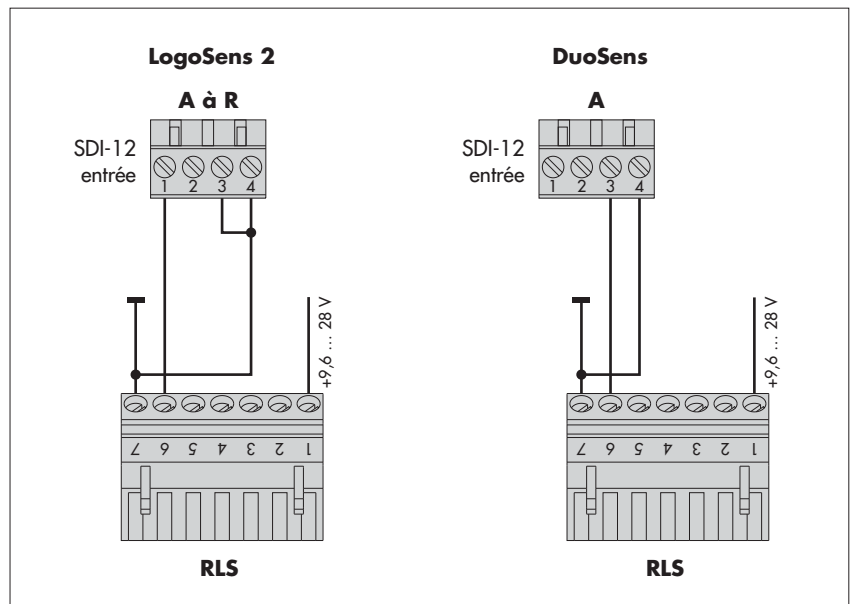 LogoSens 2
A à R
SDI-12
entrée
1 2 3 4
+9,6 ... 28 V
7 6 5 4 3 2 1
RLS
DuoSens
A
SDI-12
entrée
1 2 3 4
+9,6 ... 28 V
7 6 5 4 3 2 1
RLS